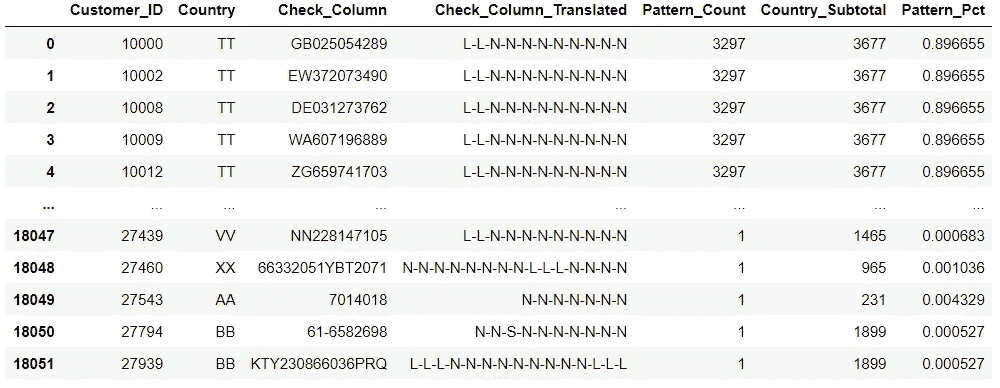 Customer_ID Country Check_Column Check_Column_Translated Pattern_Count Country_Subtotal Pattern_Pct
0 10000 TT GB025054289 L-L-N-N-N-N-N-N-N-N-N 3297 3677 0.896655
1 10002 TT EW372073490 L-L-N-N-N-N-N-N-N-N-N 3297 3677 0.896655
2 10008 TT DE031273762 L-L-N-N-N-N-N-N-N-N-N 3297 3677 0.896655
3 10009 TT WA607196889 L-L-N-N-N-N-N-N-N-N-N 3297 3677 0.896655
4 10012 TT ZG659741703 L-L-N-N-N-N-N-N-N-N-N 3297 3677 0.896655
... ... ... ... ... ... ... ...
18047 27439 VV NN228147105 L-L-N-N-N-N-N-N-N-N-N 1 1465 0.000683
18048 27460 XX 66332051YBT2071 N-N-N-N-N-N-N-N-L-L-L-N-N-N-N 1 965 0.001036
18049 27543 AA 7014018 N-N-N-N-N-N-N 1 231 0.004329
18050 27794 BB 61-6582698 N-N-S-N-N-N-N-N-N-N 1 1899 0.000527
18051 27939 BB KTY230866036PRQ L-L-L-N-N-N-N-N-N-N-N-N-L-L-L 1 1899 0.000527